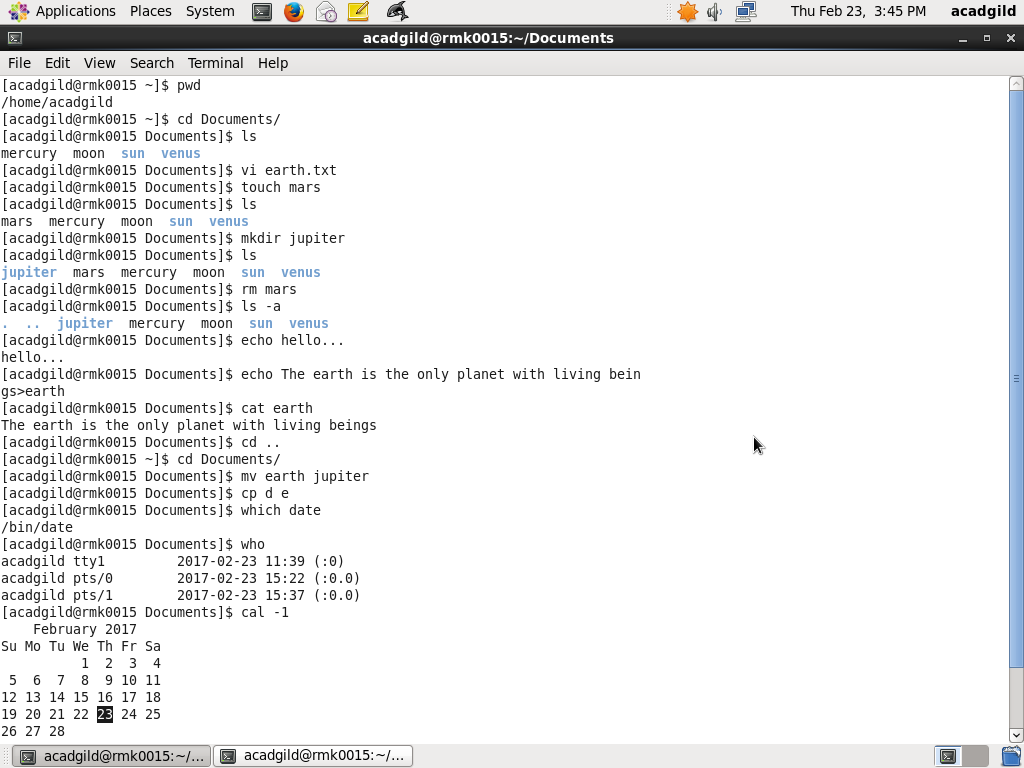 Applications Places System Thu Feb 23, 3:45 PM acadgild
acadgild@rmk0015:~/Documents
File Edit View Search Terminal Help
[acadgild@rmk0015 ~]$ pwd
/home/acadgild
[acadgild@rmk0015 ~]$ cd Documents/
[acadgild@rmk0015 Documents]$ ls
mercury  moon  sun  venus
[acadgild@rmk0015 Documents]$ vi earth.txt
[acadgild@rmk0015 Documents]$ touch mars
[acadgild@rmk0015 Documents]$ ls
mars  mercury  moon  sun  venus
[acadgild@rmk0015 Documents]$ mkdir jupiter
[acadgild@rmk0015 Documents]$ ls
jupiter  mars  mercury  moon  sun  venus
[acadgild@rmk0015 Documents]$ rm mars
[acadgild@rmk0015 Documents]$ ls -a
.  ..  jupiter  mercury  moon  sun  venus
[acadgild@rmk0015 Documents]$ echo hello...
hello...
[acadgild@rmk0015 Documents]$ echo The earth is the only planet with living bein
gs>earth
[acadgild@rmk0015 Documents]$ cat earth
The earth is the only planet with living beings
[acadgild@rmk0015 Documents]$ cd ..
[acadgild@rmk0015 ~]$ cd Documents/
[acadgild@rmk0015 Documents]$ mv earth jupiter
[acadgild@rmk0015 Documents]$ cp d e
[acadgild@rmk0015 Documents]$ which date
/bin/date
[acadgild@rmk0015 Documents]$ who
acadgild tty1         2017-02-23 11:39 (:0)
acadgild pts/0        2017-02-23 15:22 (:0.0)
acadgild pts/1        2017-02-23 15:37 (:0.0)
[acadgild@rmk0015 Documents]$ cal -1
    February 2017
Su Mo Tu We Th Fr Sa
          1  2  3  4
 5  6  7  8  9 10 11
12 13 14 15 16 17 18
19 20 21 22 23 24 25
26 27 28
acadgild@rmk0015:~/... acadgild@rmk0015:~/...